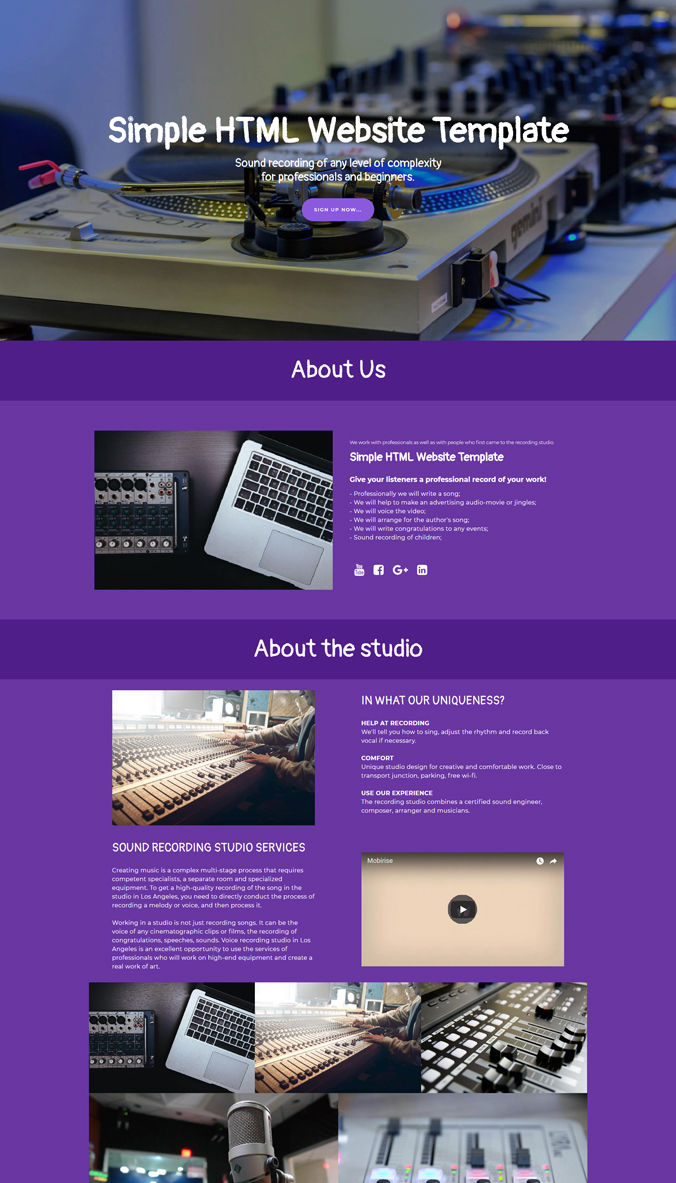 Simple HTML Website Template
Sound recording of any level of complexity
for professionals and beginners.
SIGN UP NOW...
gemini
About Us
We work with professionals as well as with people who first came to the recording studio.
Simple HTML Website Template
Give your listeners a professional record of your work!
- Professionally we will write a song;
- We will help to make an advertising audio-movie or jingles;
- We will voice the video;
- We will arrange for the author's song;
- We will write congratulations to any events;
- Sound recording of children;
About the studio
IN WHAT OUR UNIQUENESS?
HELP AT RECORDING
We'll tell you how to sing, adjust the rhythm and record back
vocal if necessary.
COMFORT
Unique studio design for creative and comfortable work. Close to
transport junction, parking, free wi-fi.
USE OUR EXPERIENCE
The recording studio combines a certified sound engineer,
composer, arranger and musicians.
SOUND RECORDING STUDIO SERVICES
Creating music is a complex multi-stage process that requires
competent specialists, a separate room and specialized
equipment. To get a high-quality recording of the song in the
studio in Los Angeles, you need to directly conduct the process of
recording a melody or voice, and then process it.
Working in a studio is not just recording songs. It can be the
voice of any cinematographic clips or films, the recording of
congratulations, speeches, sounds. Voice recording studio in Los
Angeles is an excellent opportunity to use the services of
professionals who will work on high-end equipment and create a
real work of art.
Mobirise